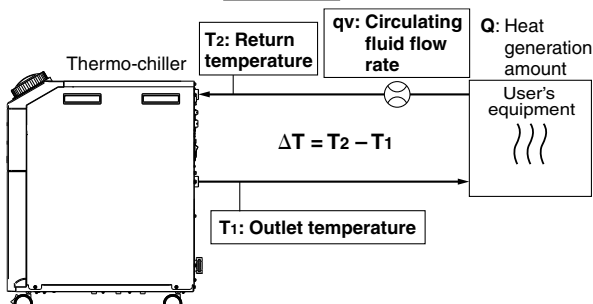 Thermo-chiller
T2: Return
temperature
qv: Circulating
fluid flow
rate
Q: Heat
generation
amount
User's
equipment
ΔT = T2 – T1
T1: Outlet temperature